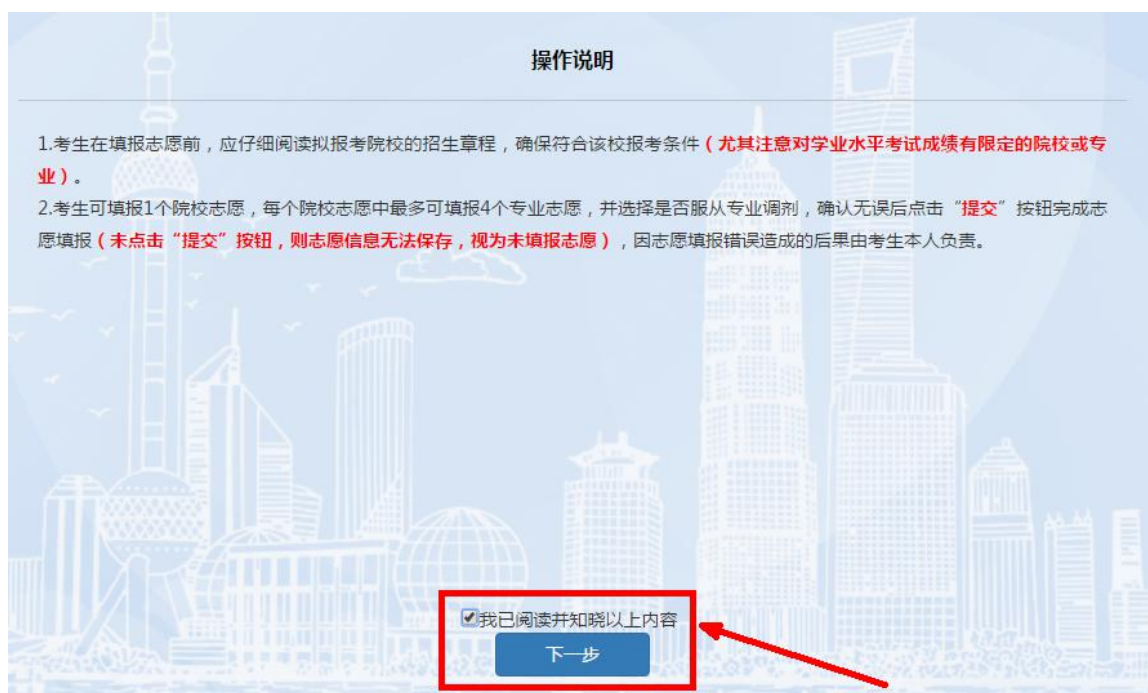 操作说明
1.考生在填报志愿前，应仔细阅读拟报考院校的招生章程，确保符合该校报考条件（尤其注意对学业水平考试成绩有限定的院校或专
业）。
2.考生可填报1个院校志愿，每个院校志愿中最多可填报4个专业志愿，并选择是否服从专业调剂，确认无误后点击“提交”按钮完成志
愿填报（未点击“提交”按钮，则志愿信息无法保存，视为未填报志愿），因志愿填报错误造成的后果由考生本人负责。
我已阅读并知晓以上内容
下一步